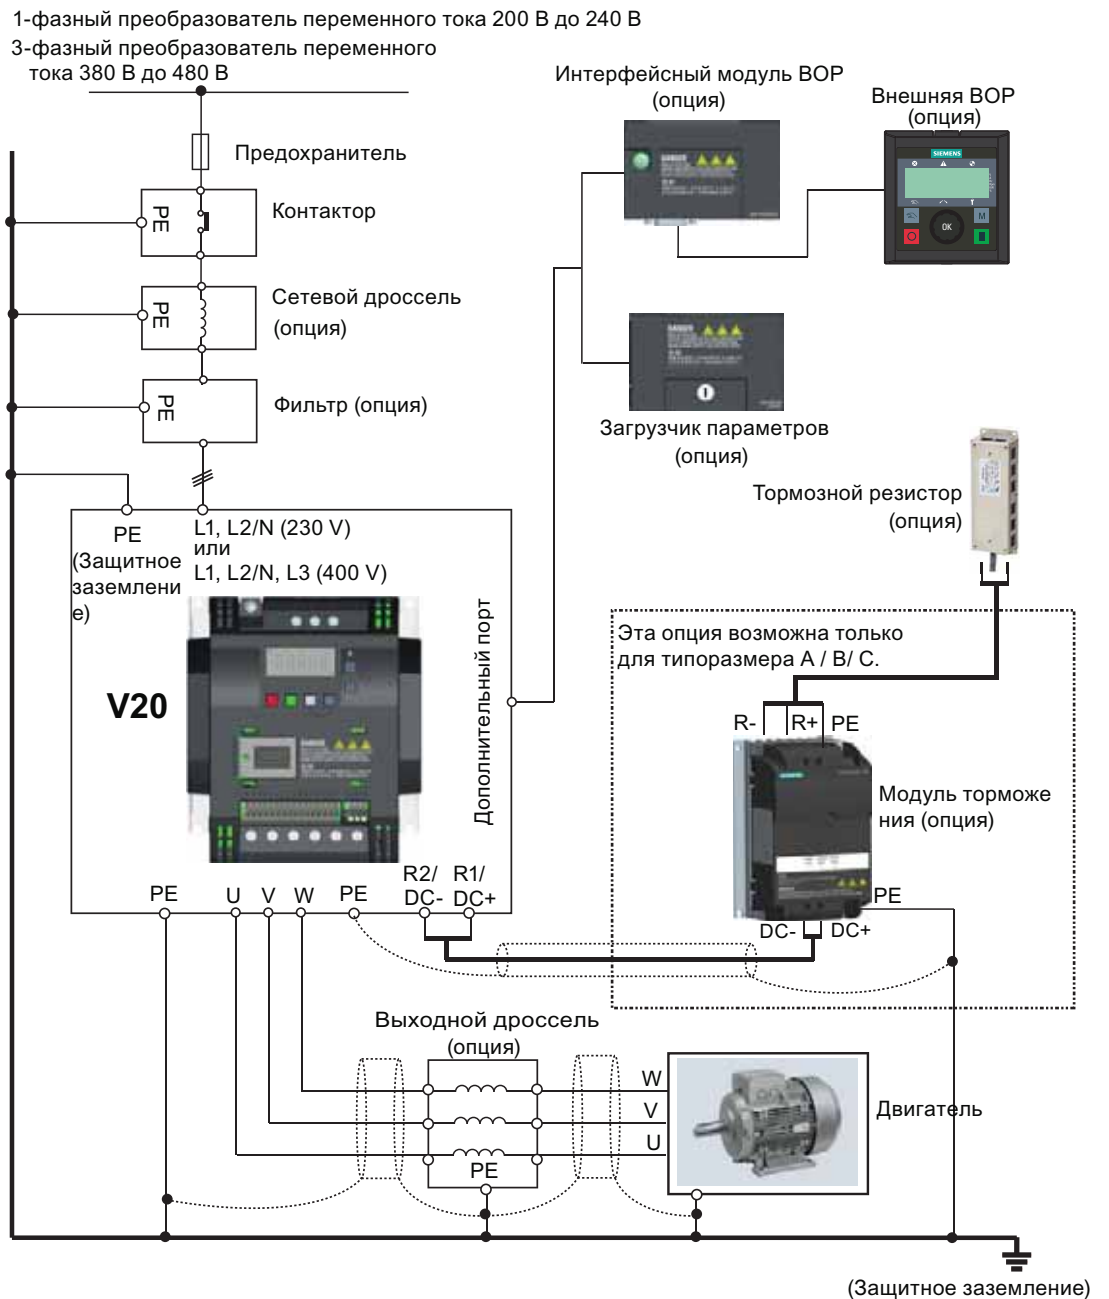 1-фазный преобразователь переменного тока 200 В до 240 В
3-фазный преобразователь переменного
тока 380 В до 480 В
Предохранитель
PE
Контактор
PE
Сетевой дроссель
(опция)
PE
Фильтр (опция)
Интерфейсный модуль BOP
(опция)
Внешняя BOP
(опция)
SIEMENS
M
OK
Загрузчик параметров
(опция)
Тормозной резистор
(опция)
PE
(Защитное
заземлени
е)
L1, L2/N (230 V)
или
L1, L2/N, L3 (400 V)
V20
Дополнительный порт
Эта опция возможна только
для типоразмера A / B/ C.
R-
R+
PE
Модуль торможе
ния (опция)
PE
DC-
DC+
PE
U
V
W
PE
R2/
DC-
R1/
DC+
Выходной дроссель
(опция)
PE
W
V
U
Двигатель
(Защитное заземление)